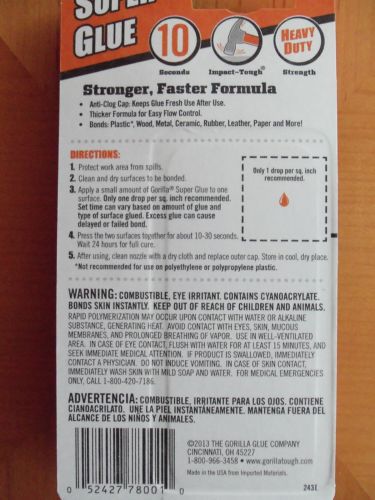 SUPER
GLUE
10
HEAVY
DUTY
Seconds
Impact–Tough®
Strength
Stronger, Faster Formula
• Anti-Clog Cap: Keeps Glue Fresh Use After Use.
• Thicker Formula for Easy Flow Control.
• Bonds: Plastic*, Wood, Metal, Ceramic, Rubber, Leather, Paper and More!
DIRECTIONS:
1. Protect work area from spills.
2. Clean and dry surfaces to be bonded.
3. Apply a small amount of Gorilla® Super Glue to one
surface. Only one drop per sq. inch recommended.
Set time can vary based on amount of glue and
type of surface glued. Excess glue can cause
delayed or failed bond.
4. Press the two surfaces together for about 10-30 seconds.
Wait 24 hours for full cure.
5. After using, clean nozzle with a dry cloth and replace outer cap. Store in cool, dry place.
*Not recommended for use on polyethylene or polypropylene plastic.
Only 1 drop per sq. inch
recommended.
WARNING: COMBUSTIBLE, EYE IRRITANT. CONTAINS CYANOACRYLATE.
BONDS SKIN INSTANTLY. KEEP OUT OF REACH OF CHILDREN AND ANIMALS.
RAPID POLYMERIZATION MAY OCCUR UPON CONTACT WITH WATER OR ALKALINE
SUBSTANCE, GENERATING HEAT. AVOID CONTACT WITH EYES, SKIN, MUCOUS
MEMBRANES, AND PROLONGED BREATHING OF VAPOR. USE IN WELL-VENTILATED
AREA. IN CASE OF EYE CONTACT, FLUSH WITH WATER FOR AT LEAST 15 MINUTES, AND
SEEK IMMEDIATE MEDICAL ATTENTION. IF PRODUCT IS SWALLOWED, IMMEDIATELY
CONTACT A PHYSICIAN. DO NOT INDUCE VOMITING. IN CASE OF SKIN CONTACT,
IMMEDIATELY WASH SKIN WITH MILD SOAP AND WATER. FOR MEDICAL EMERGENCIES
ONLY, CALL 1-800-420-7186.
ADVERTENCIA: COMBUSTIBLE, IRRITANTE PARA LOS OJOS. CONTIENE
CIANOACRILATO. UNE LA PIEL INSTANTÁNEAMENTE. MANTENGA FUERA DEL
ALCANCE DE LOS NIÑOS Y ANIMALES.
©2013 THE GORILLA GLUE COMPANY
CINCINNATI, OH 45227
1-800-966-3458 • www.gorillatough.com
Made in the USA from Imported Materials.
0 52427 78001 0
2431